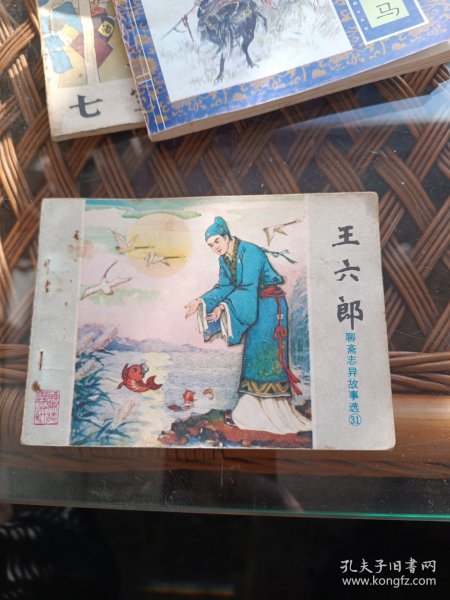 七
马
王六郎
聊斋志异故事选㉛
孔夫子旧书网
www.kongfz.com